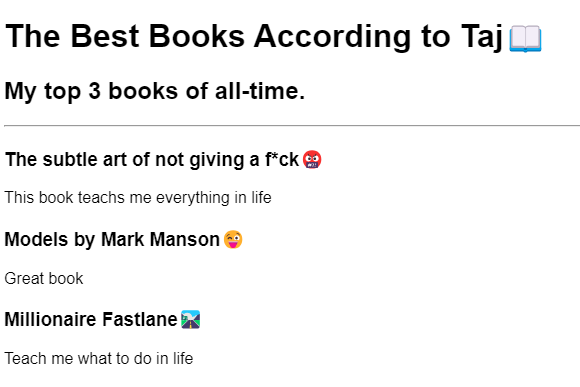 The Best Books According to Taj📖
My top 3 books of all-time.
The subtle art of not giving a f*ck🤬
This book teachs me everything in life
Models by Mark Manson😜
Great book
Millionaire Fastlane🛣️
Teach me what to do in life